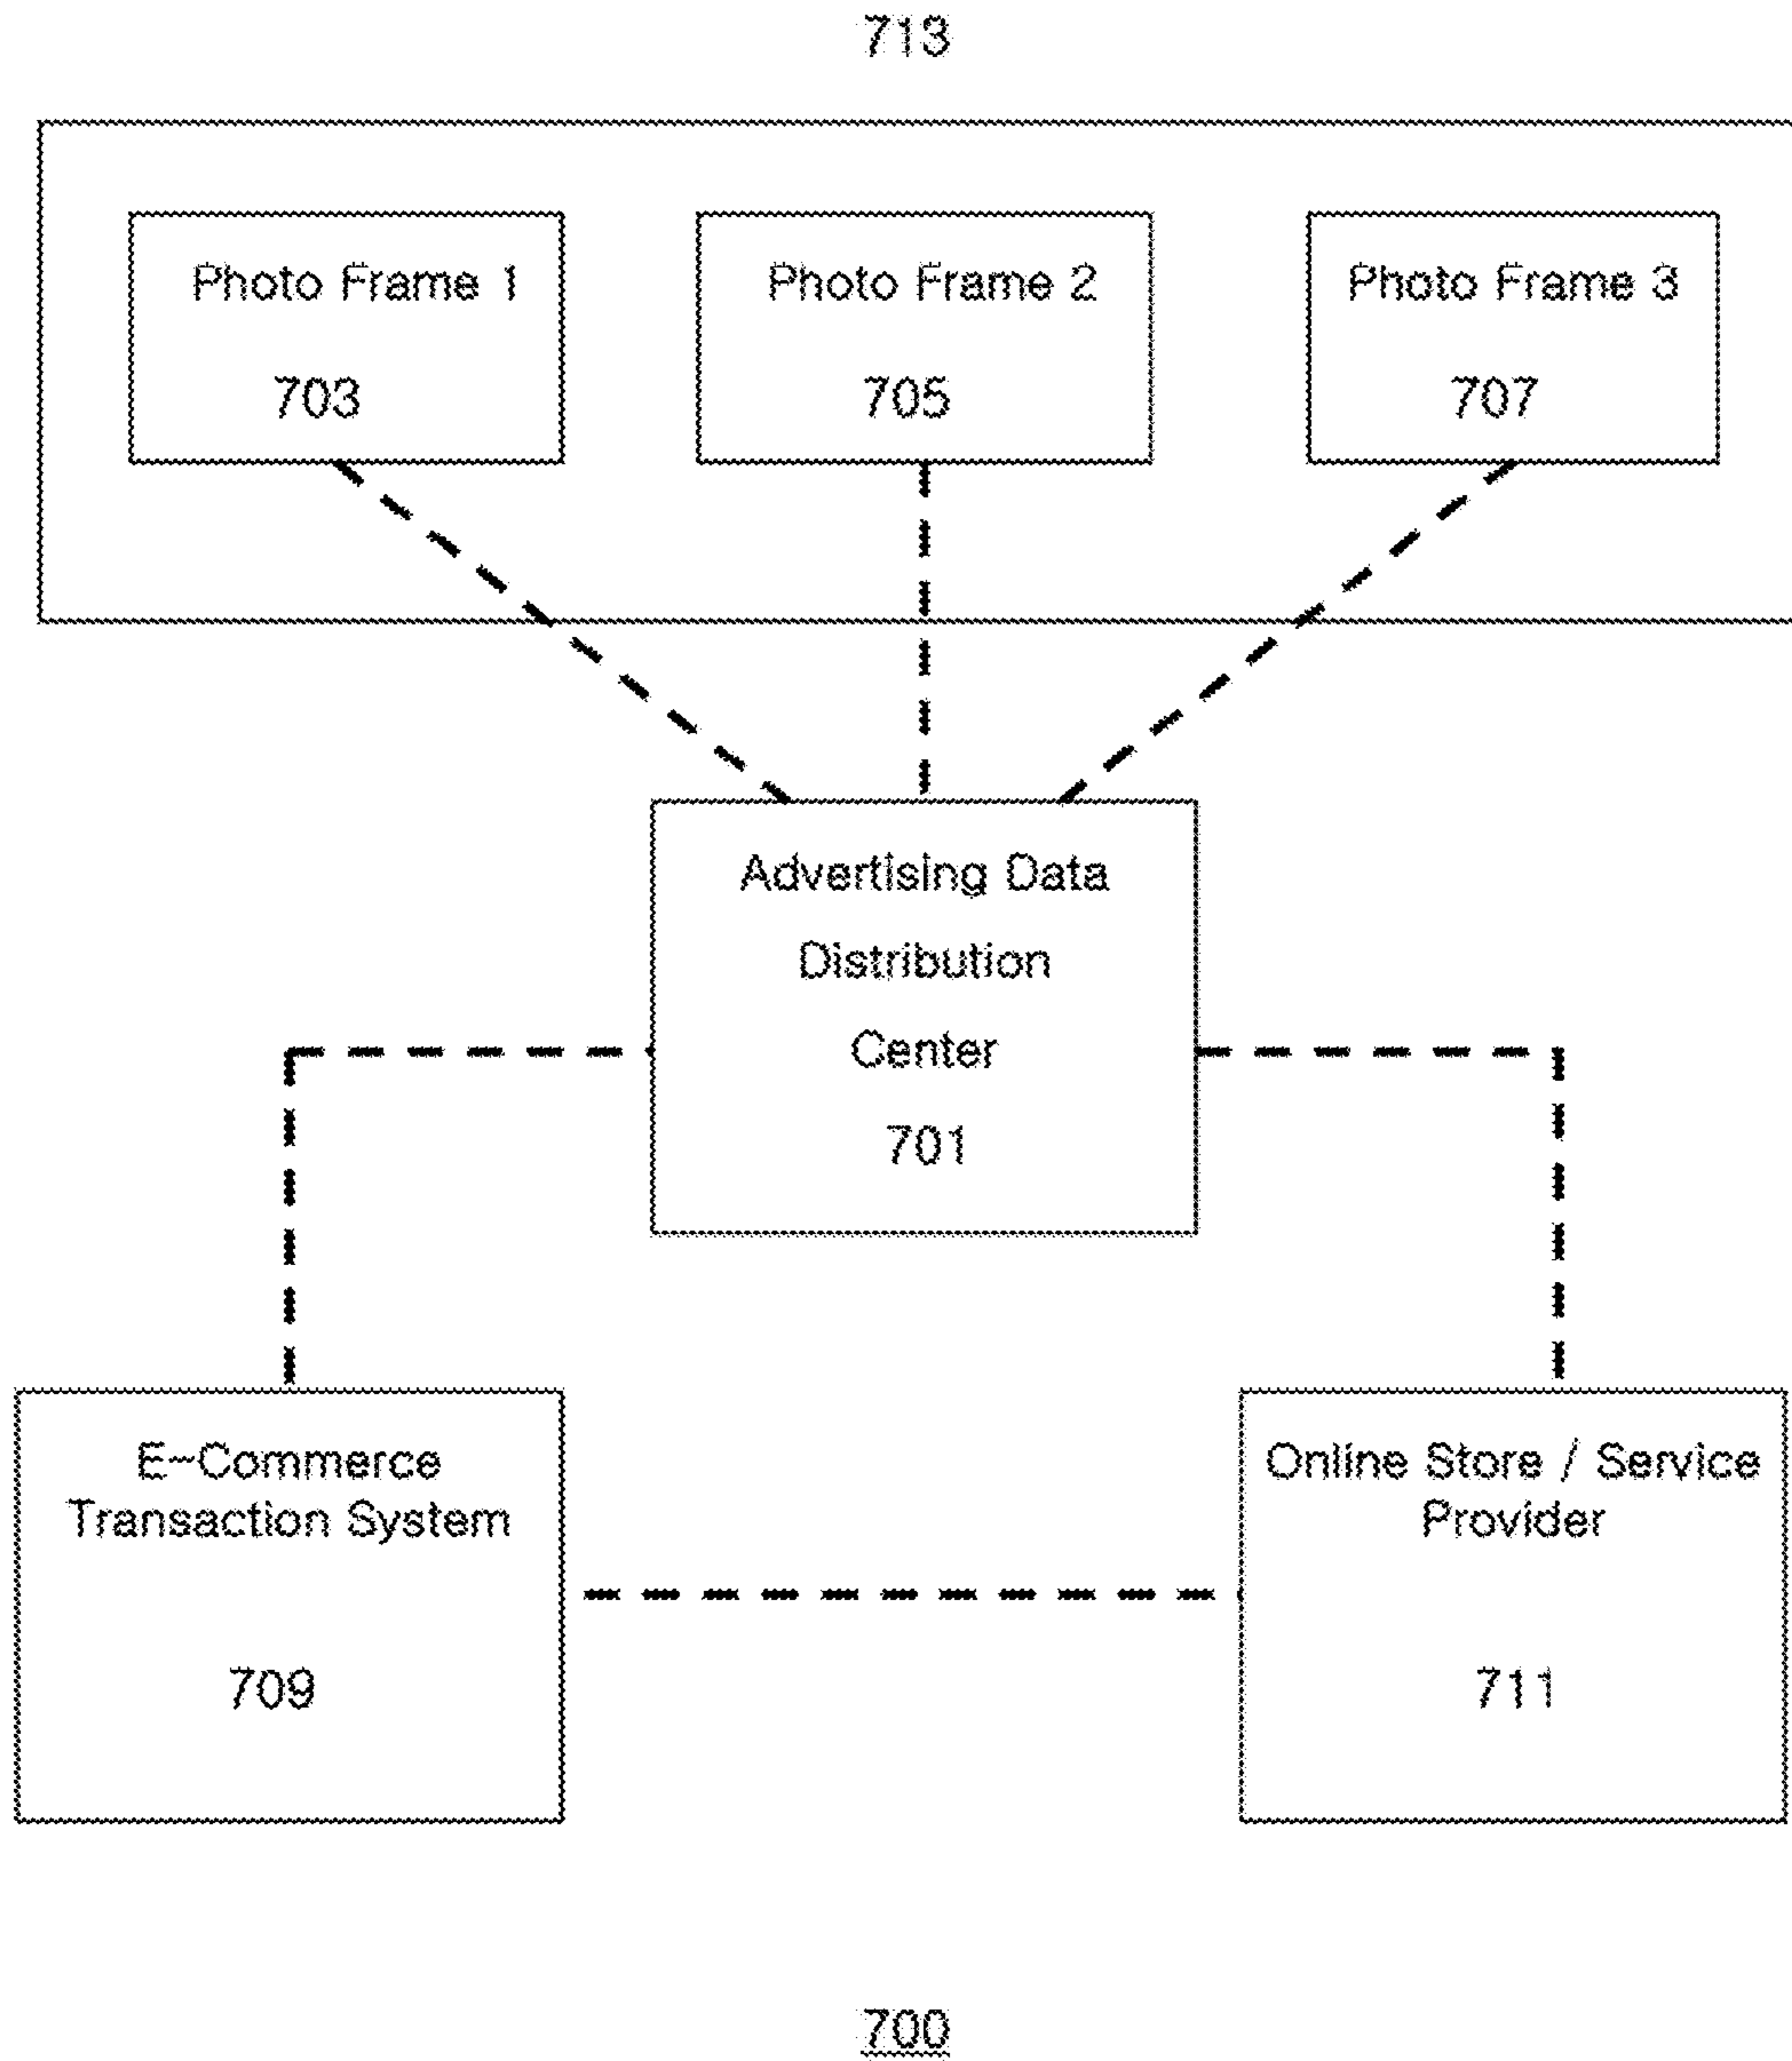 713
Photo Frame 1
703
Photo Frame 2
705
Photo Frame 3
707
Advertising Data
Distribution
Center
701
E-Commerce
Transaction System
709
Online Store / Service
Provider
711
700